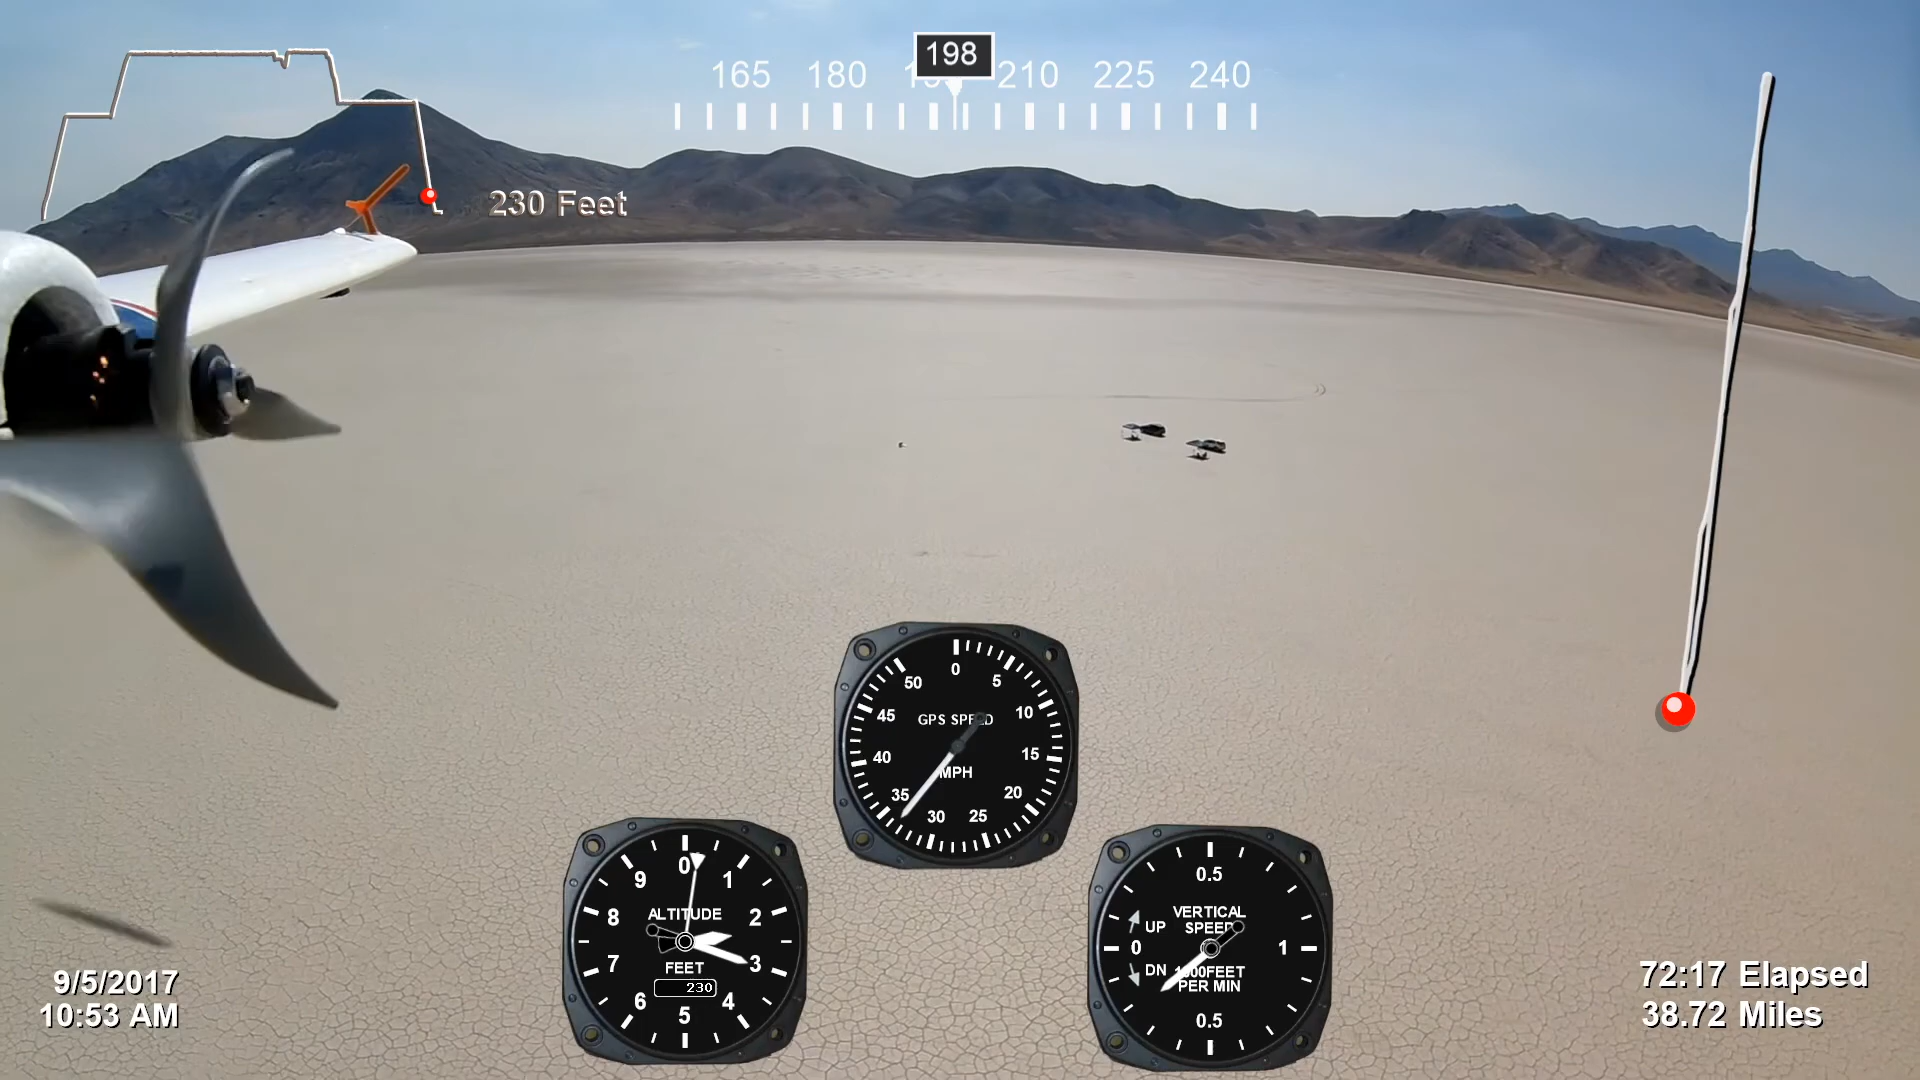 198
165 180 210 225 240
230 Feet
0
5
10
15
20
25
30
35
40
45
50
GPS SPEED
MPH
0
1
2
3
4
5
6
7
8
9
ALTITUDE
FEET
230
0.5
VERTICAL
SPEED
UP
0
1
DN
1000FEET
PER MIN
0.5
9/5/2017
10:53 AM
72:17 Elapsed
38.72 Miles